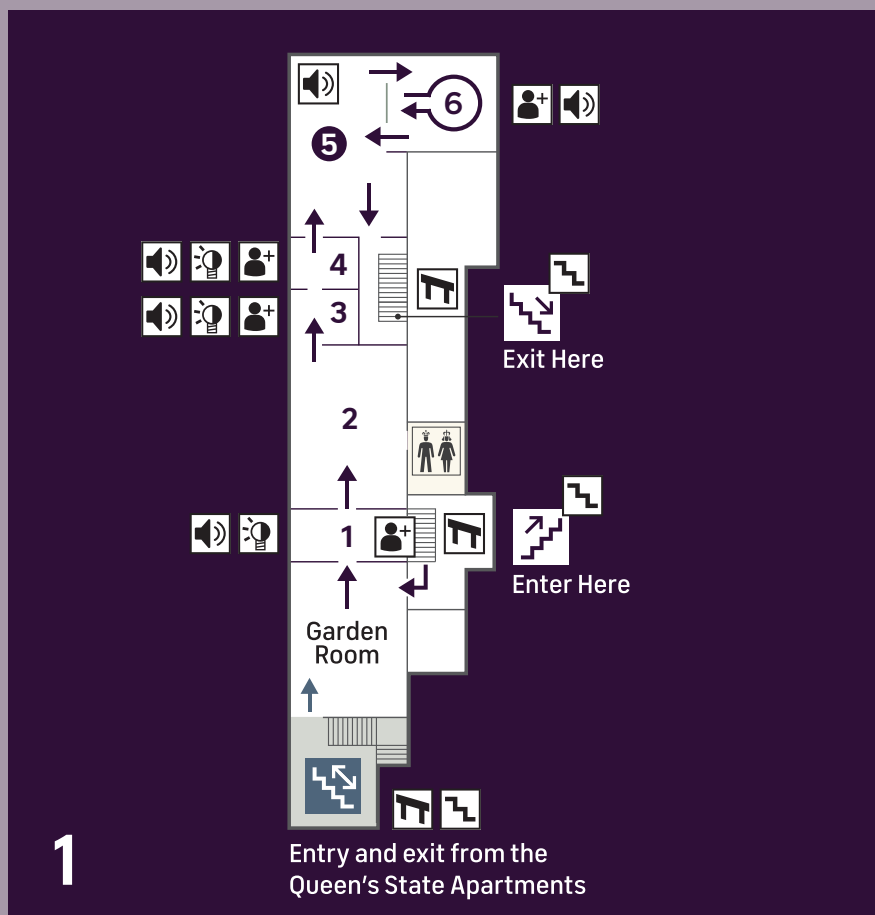 6
5
4
3
Exit Here
2
1
Enter Here
Garden
Room
1
Entry and exit from the
Queen's State Apartments